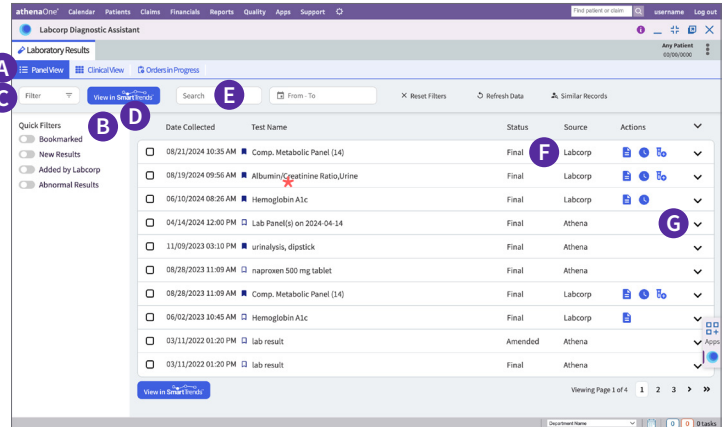 athenaOne Calendar Patients Claims Financials Reports Quality Apps Support Find patient or claim username Log out
Labcorp Diagnostic Assistant
Laboratory Results Any Patient
A Panel View Clinical View Orders in Progress
C Filter View in SmartTrends Search E From - To Reset Filters Refresh Data Similar Records
Quick Filters B D
Date Collected Test Name Status Source Actions
Bookmarked
New Results
Added by Labcorp
Abnormal Results
08/21/2024 10:35 AM Comp. Metabolic Panel (14) Final F Labcorp
08/19/2024 09:56 AM Albumin/Creatinine Ratio,Urine Final Labcorp
*
06/10/2024 08:26 AM Hemoglobin A1c Final Labcorp
04/14/2024 12:00 PM Lab Panel(s) on 2024-04-14 Final Athena G
11/09/2023 03:10 PM urinalysis, dipstick Final Athena
08/28/2023 11:09 AM naproxen 500 mg tablet Final Athena
08/28/2023 11:09 AM Comp. Metabolic Panel (14) Final Labcorp
06/02/2023 10:45 AM Hemoglobin A1c Final Labcorp
03/11/2022 01:20 PM lab result Amended Athena Apps
03/11/2022 01:20 PM lab result Final Athena
View in SmartTrends Viewing Page 1 of 4 1 2 3 > »
Department Name 0 0 0 tasks